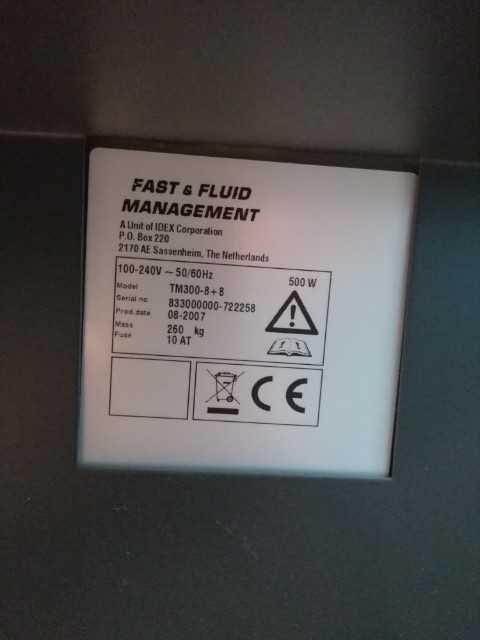 FAST & FLUID
MANAGEMENT
A Unit of IDEX Corporation
P.O. Box 220
2170 AE Sassenheim, The Netherlands
100-240V ~ 50/60Hz 500 W
Model TM300-8+8
Serial no 833000000-722258
Prod.date 08-2007
Mass 260 kg
Fuse 10 AT
CE